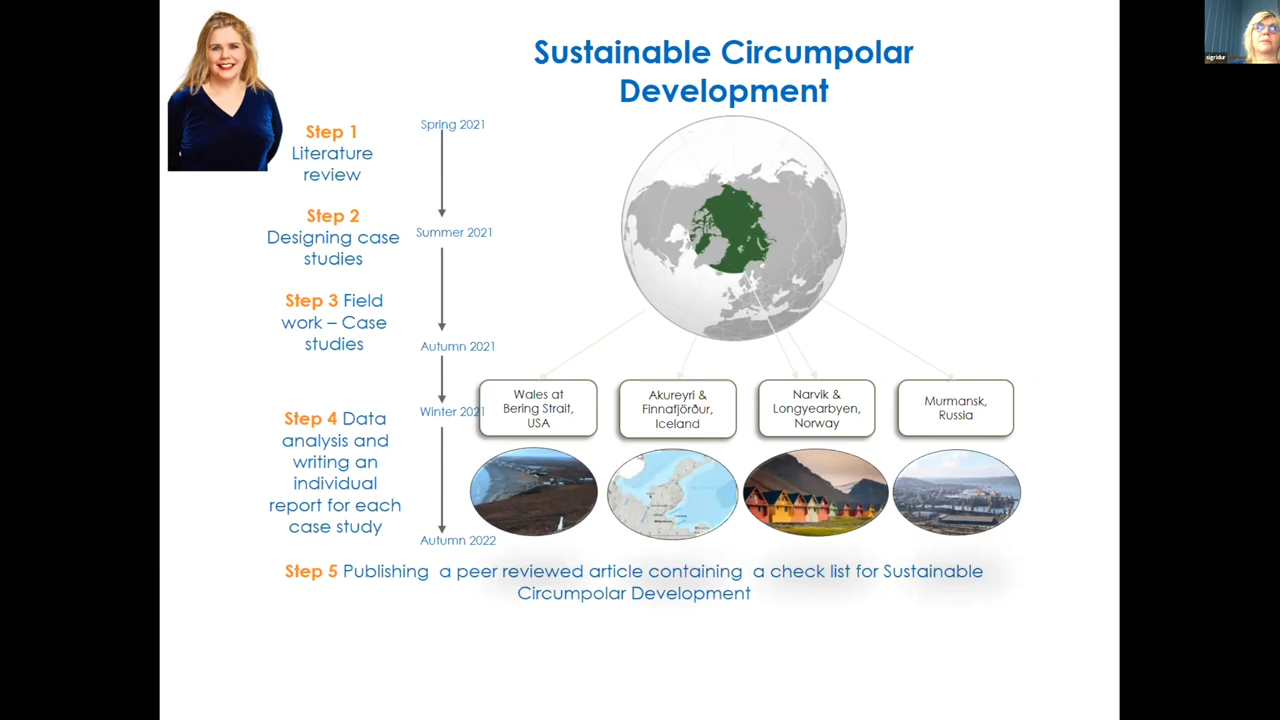 Sustainable Circumpolar
Development
sigridur
Spring 2021
Step 1
Literature
review
Step 2
Designing case
studies
Summer 2021
Step 3 Field
work – Case
studies
Autumn 2021
Wales at
Bering Strait,
USA
Akureyri &
Finnafjörður,
Iceland
Narvik &
Longyearbyen,
Norway
Murmansk,
Russia
Winter 2021
Step 4 Data
analysis and
writing an
individual
report for each
case study
Autumn 2022
Step 5 Publishing a peer reviewed article containing a check list for Sustainable
Circumpolar Development